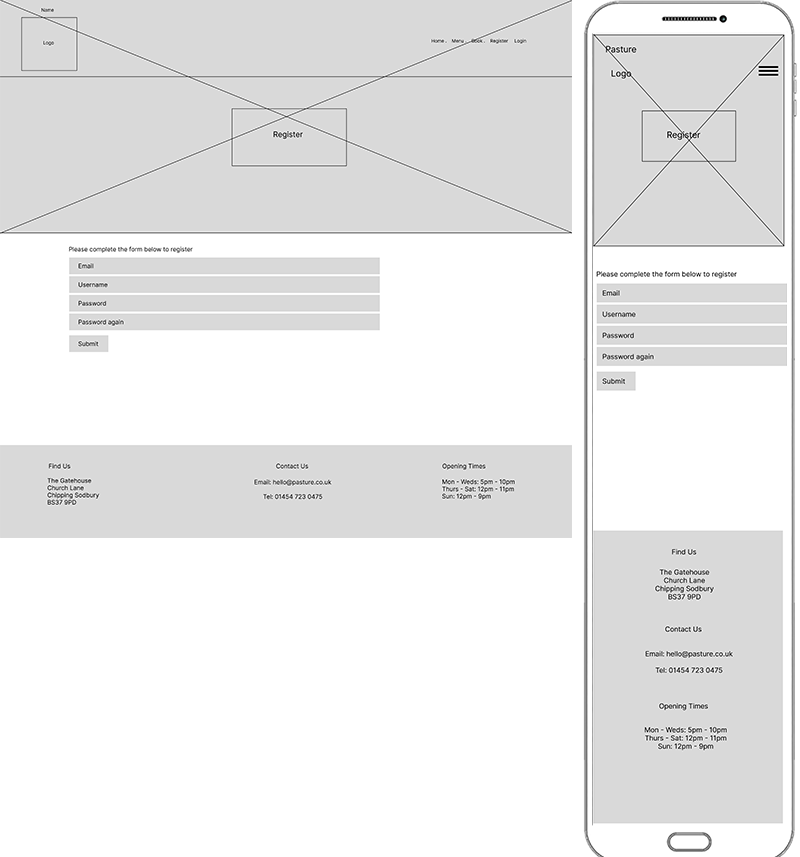 Name
Logo
Home . Menu . Book . Register Login
Register
Please complete the form below to register
Email
Username
Password
Password again
Submit
Find Us
The Gatehouse
Church Lane
Chipping Sodbury
BS37 9PD
Contact Us
Email: hello@pasture.co.uk
Tel: 01454 723 0475
Opening Times
Mon - Weds: 5pm - 10pm
Thurs - Sat: 12pm - 11pm
Sun: 12pm - 9pm
Pasture
Logo
Register
Please complete the form below to register
Email
Username
Password
Password again
Submit
Find Us
The Gatehouse
Church Lane
Chipping Sodbury
BS37 9PD
Contact Us
Email: hello@pasture.co.uk
Tel: 01454 723 0475
Opening Times
Mon - Weds: 5pm - 10pm
Thurs - Sat: 12pm - 11pm
Sun: 12pm - 9pm